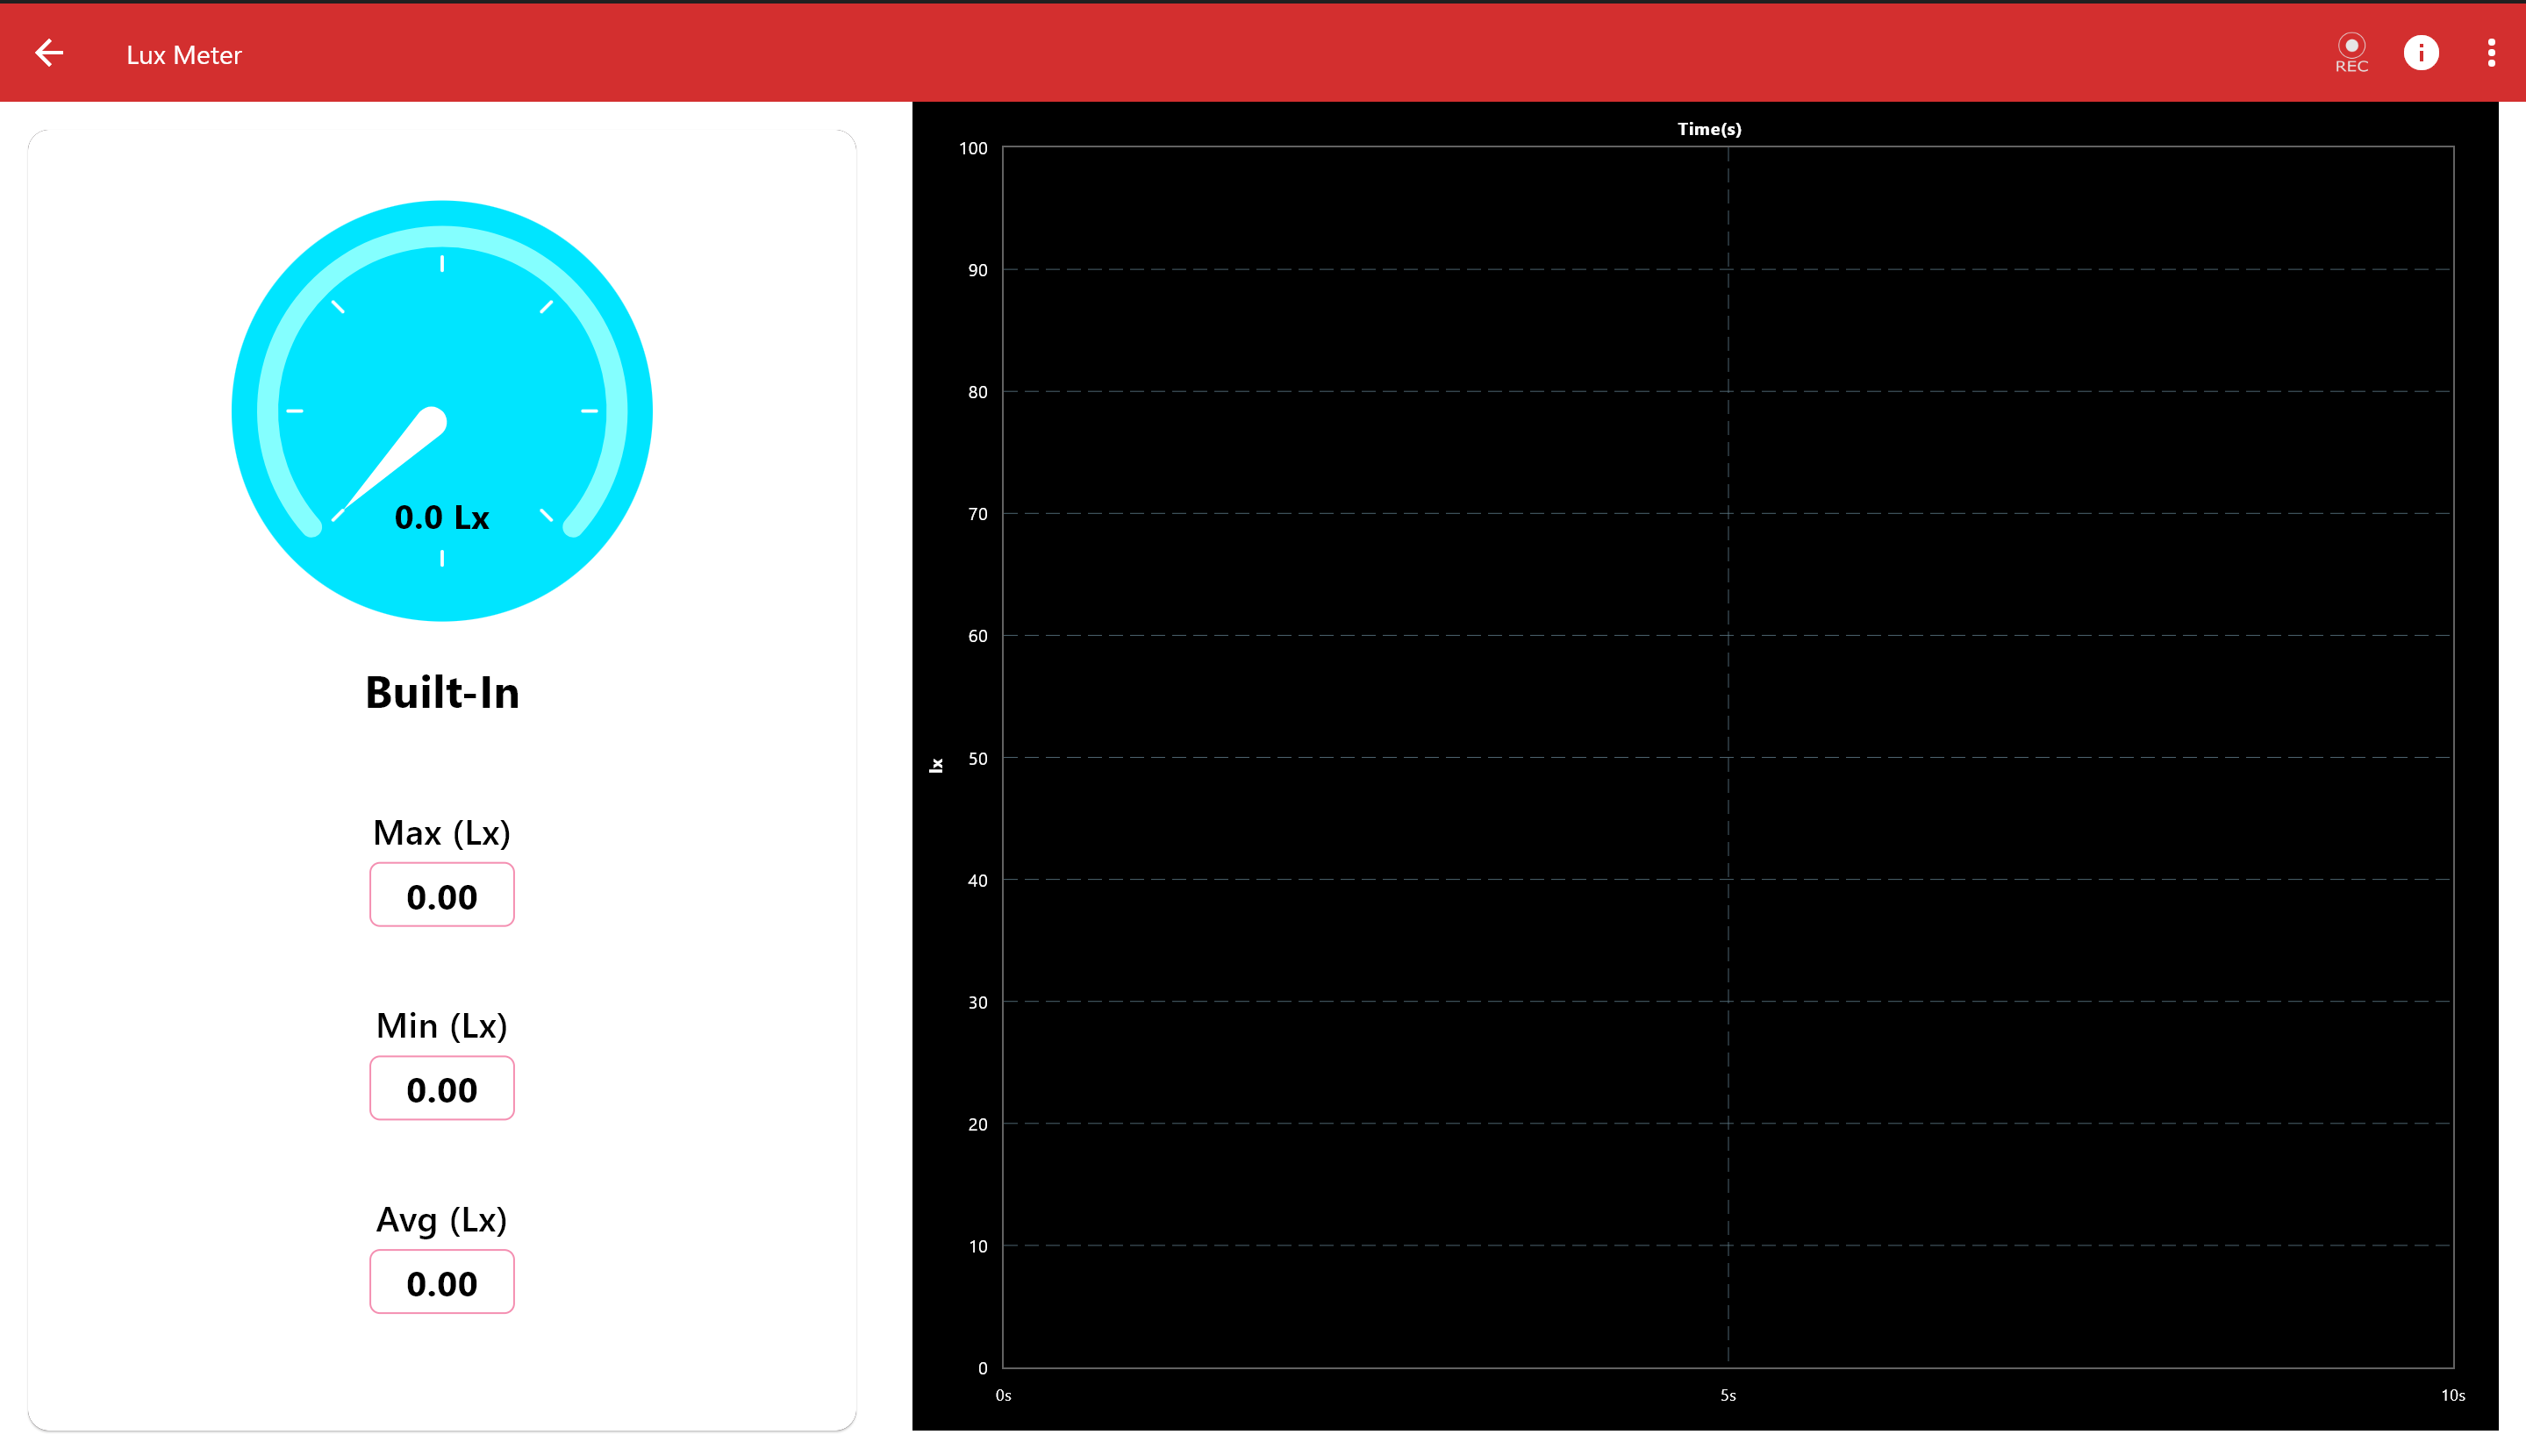 Lux Meter
REC
0.0 Lx
Built-In
Max (Lx)
0.00
Min (Lx)
0.00
Avg (Lx)
0.00
Time(s)
100
90
80
70
60
50
40
30
20
10
0
lx
0s
5s
10s